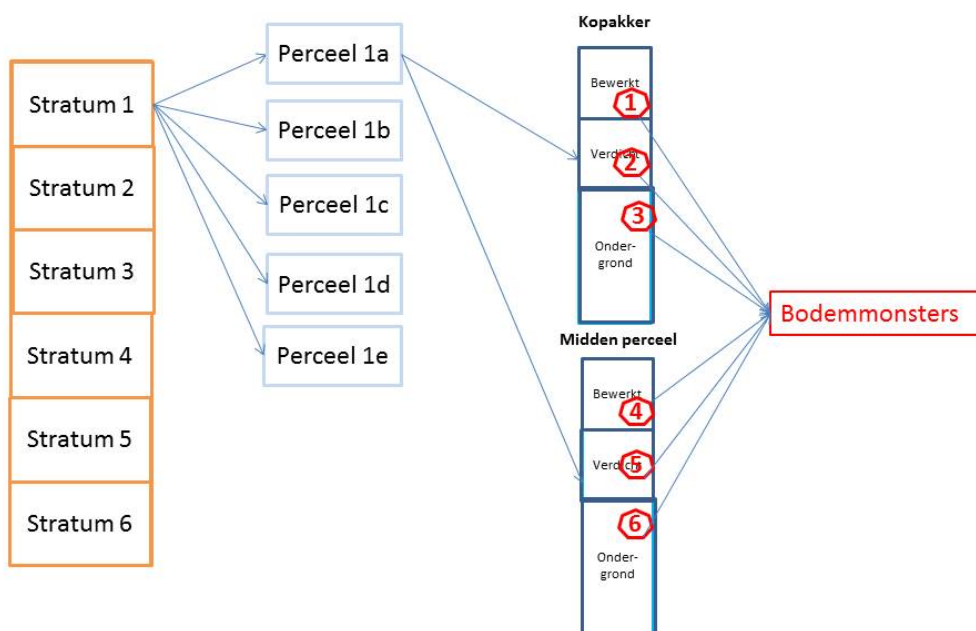 Stratum 1
Stratum 2
Stratum 3
Stratum 4
Stratum 5
Stratum 6
Perceel 1a
Perceel 1b
Perceel 1c
Perceel 1d
Perceel 1e
Kopakker
Bewerkt
1
Verdicht
2
3
Onder-
grond
Midden perceel
Bewerkt
4
Verdicht
5
6
Onder-
grond
Bodemmonsters